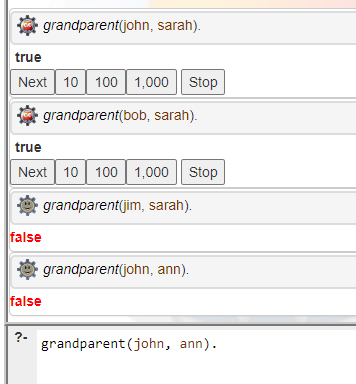 grandparent(john, sarah).
true
Next 10 100 1,000 Stop
grandparent(bob, sarah).
true
Next 10 100 1,000 Stop
grandparent(jim, sarah).
false
grandparent(john, ann).
false
?- grandparent(john, ann).